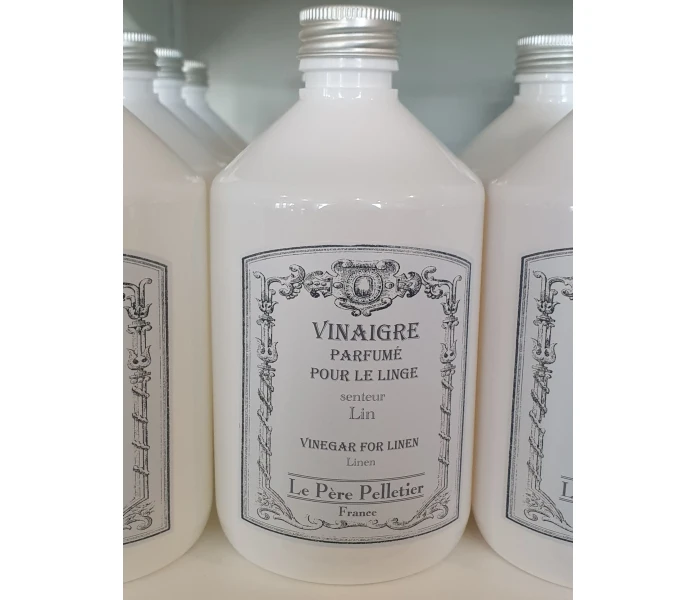 VINAIGRE
PARFUMÉ
POUR LE LINGE
senteur
Lin
VINEGAR FOR LINEN
Linen
Le Père Pelletier
France